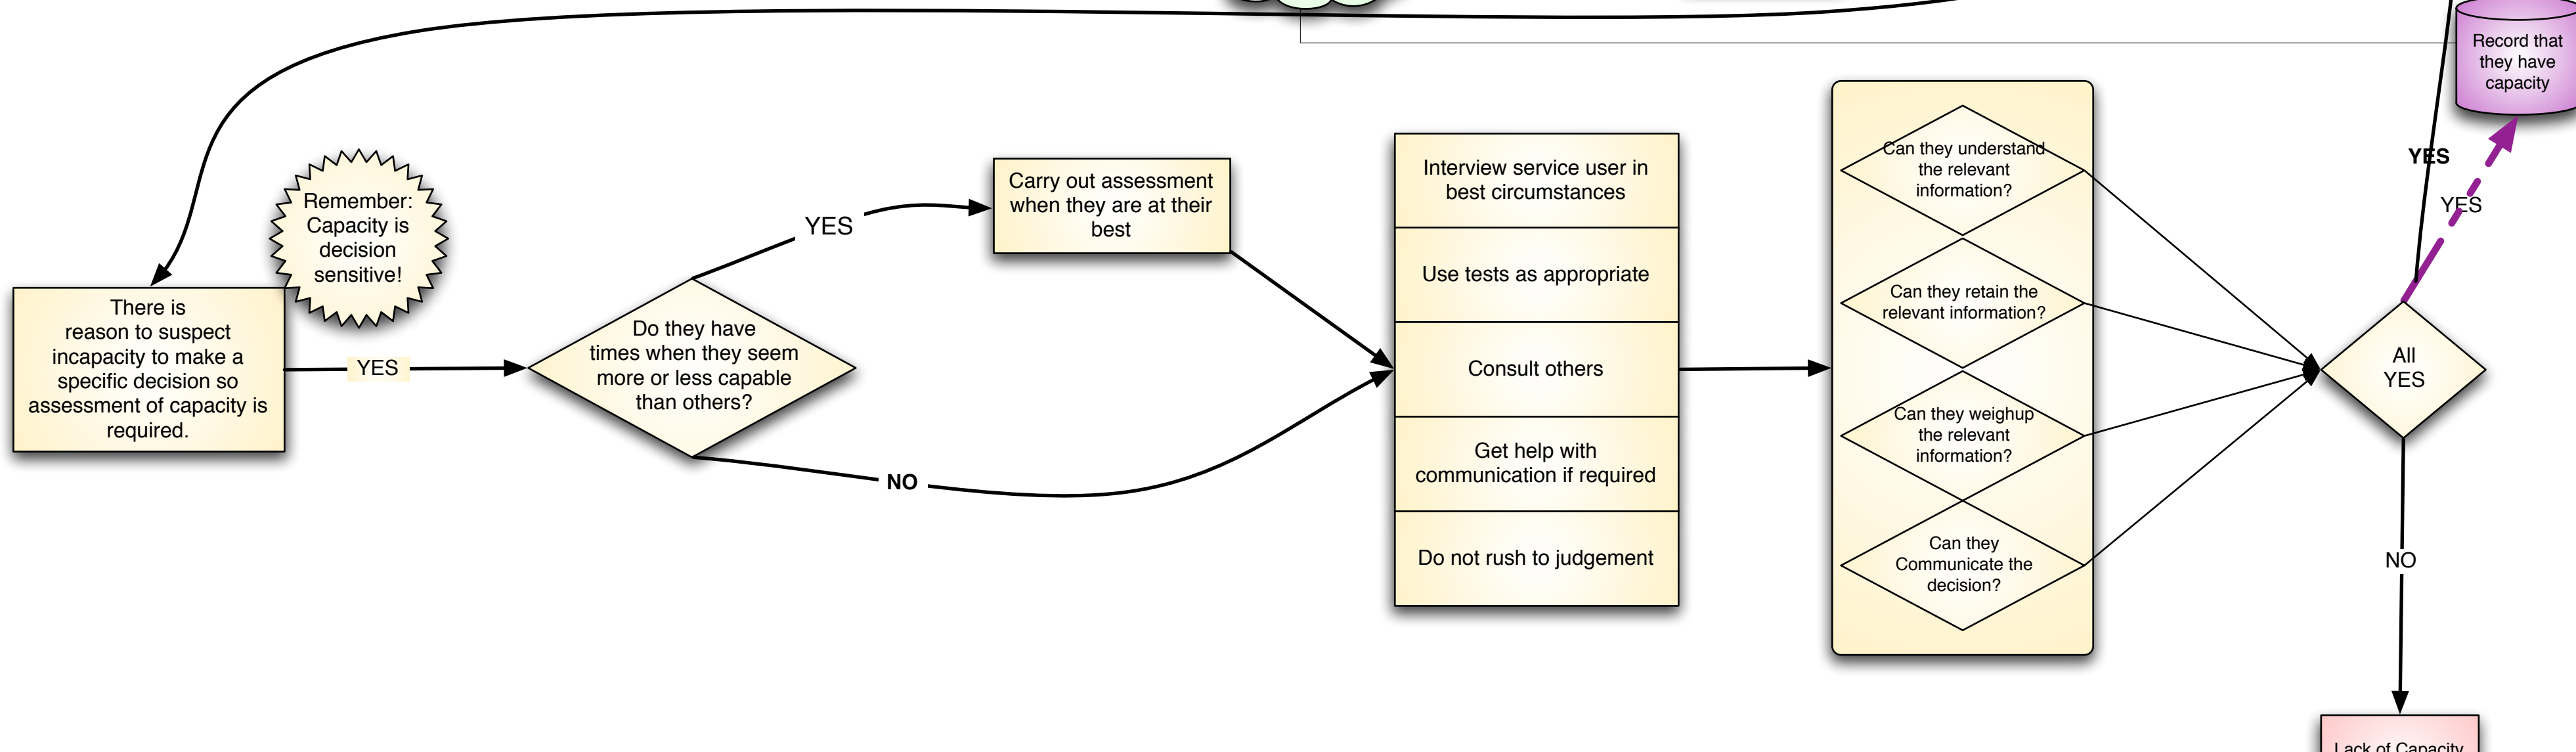 Record that
they have
capacity
Remember:
Capacity is
decision
sensitive!
There is
reason to suspect
incapacity to make a
specific decision so
assessment of capacity is
required.
YES
Do they have
times when they seem
more or less capable
than others?
YES
NO
Carry out assessment
when they are at their
best
Interview service user in
best circumstances
Use tests as appropriate
Consult others
Get help with
communication if required
Do not rush to judgement
Can they understand
the relevant
information?
Can they retain the
relevant information?
Can they weighup
the relevant
information?
Can they
Communicate the
decision?
All
YES
YES
YES
NO
Lack of Capacity